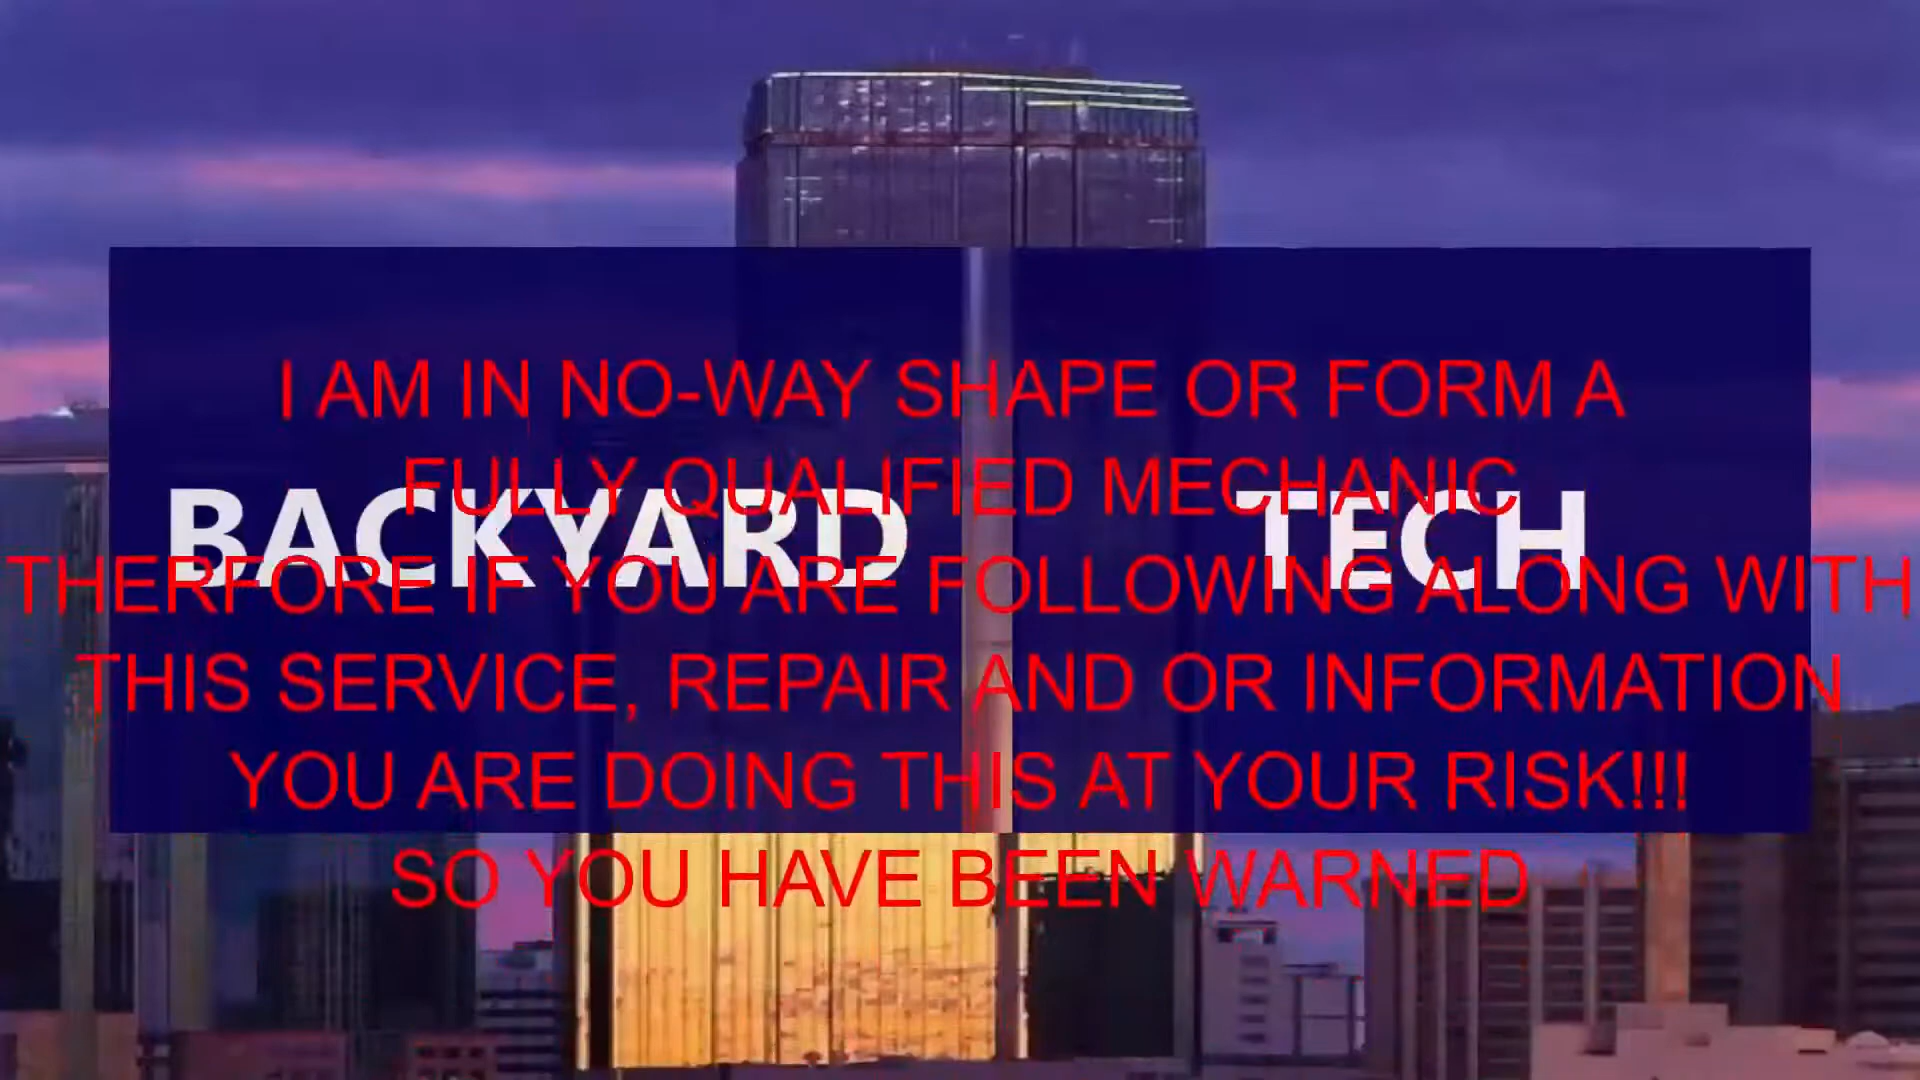 I AM IN NO-WAY SHAPE OR FORM A
FULLY QUALIFIED MECHANIC
BACKYARD TECH
THERFORE IF YOU ARE FOLLOWING ALONG WITH
THIS SERVICE, REPAIR AND OR INFORMATION
YOU ARE DOING THIS AT YOUR RISK!!!
SO YOU HAVE BEEN WARNED